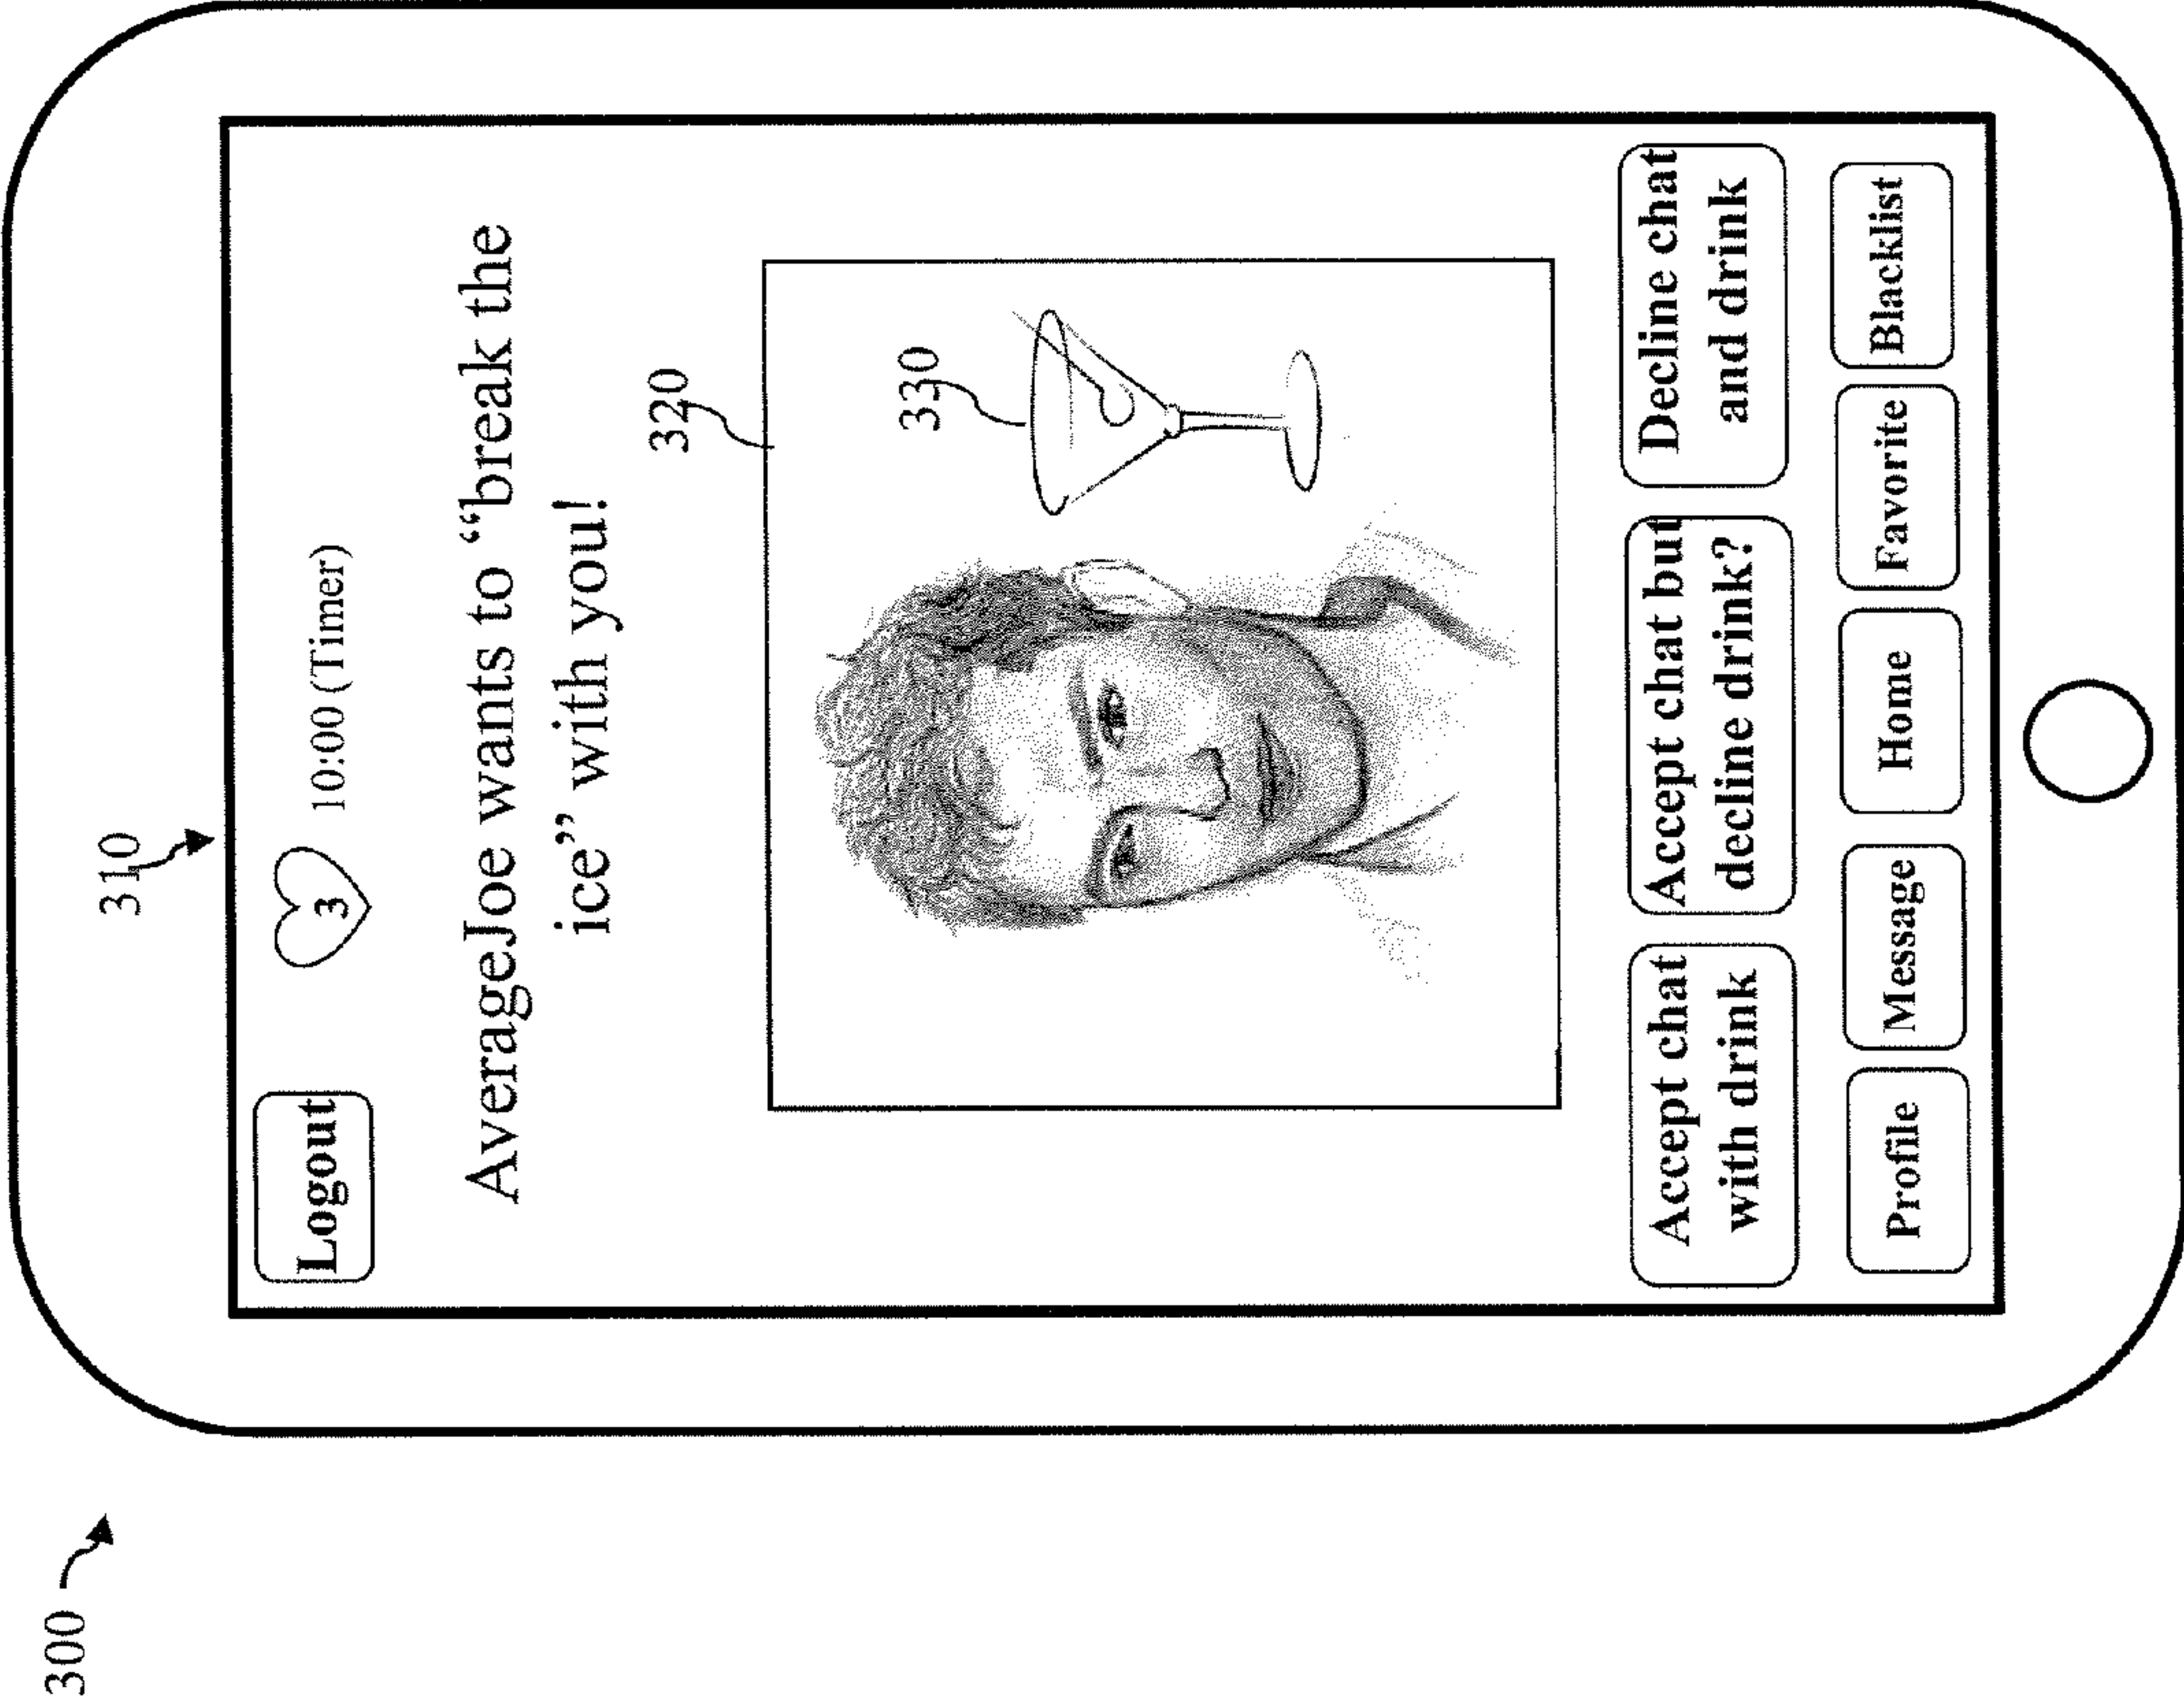 300
310
Logout
3
10:00 (Timer)
AverageJoe wants to “break the
ice” with you!
320
330
Accept chat
with drink
Accept chat but
decline drink?
Decline chat
and drink
Profile
Message
Home
Favorite
Blacklist